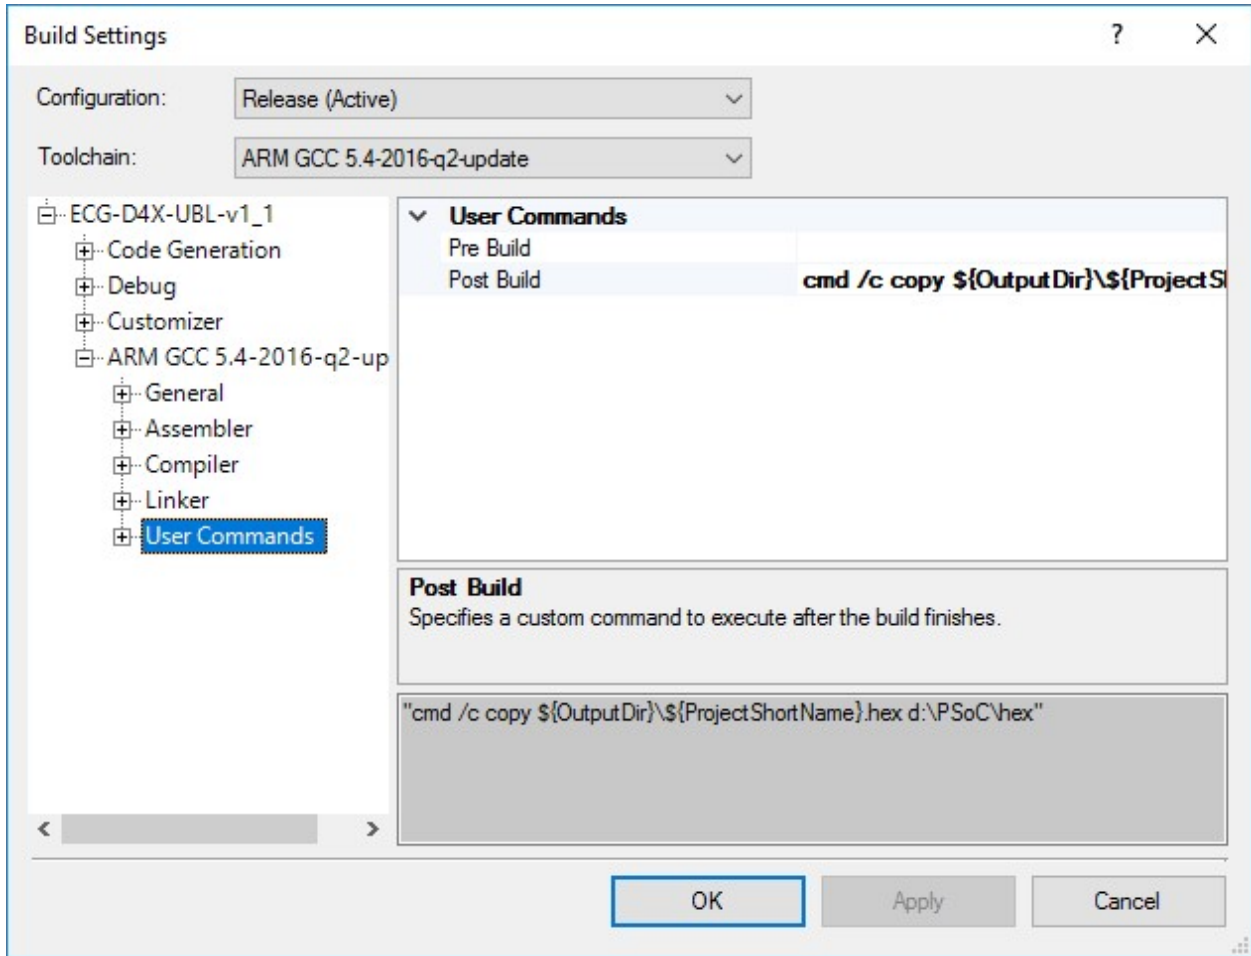 Build Settings
?
Configuration:
Release (Active)
Toolchain:
ARM GCC 5.4-2016-q2-update
ECG-D4X-UBL-v1_1
Code Generation
Debug
Customizer
ARM GCC 5.4-2016-q2-up
General
Assembler
Compiler
Linker
User Commands
User Commands
Pre Build
Post Build cmd /c copy ${OutputDir}\${ProjectSh
Post Build
Specifies a custom command to execute after the build finishes.
"cmd /c copy ${OutputDir}\${ProjectShortName}.hex d:\PSoC\hex"
OK
Apply
Cancel